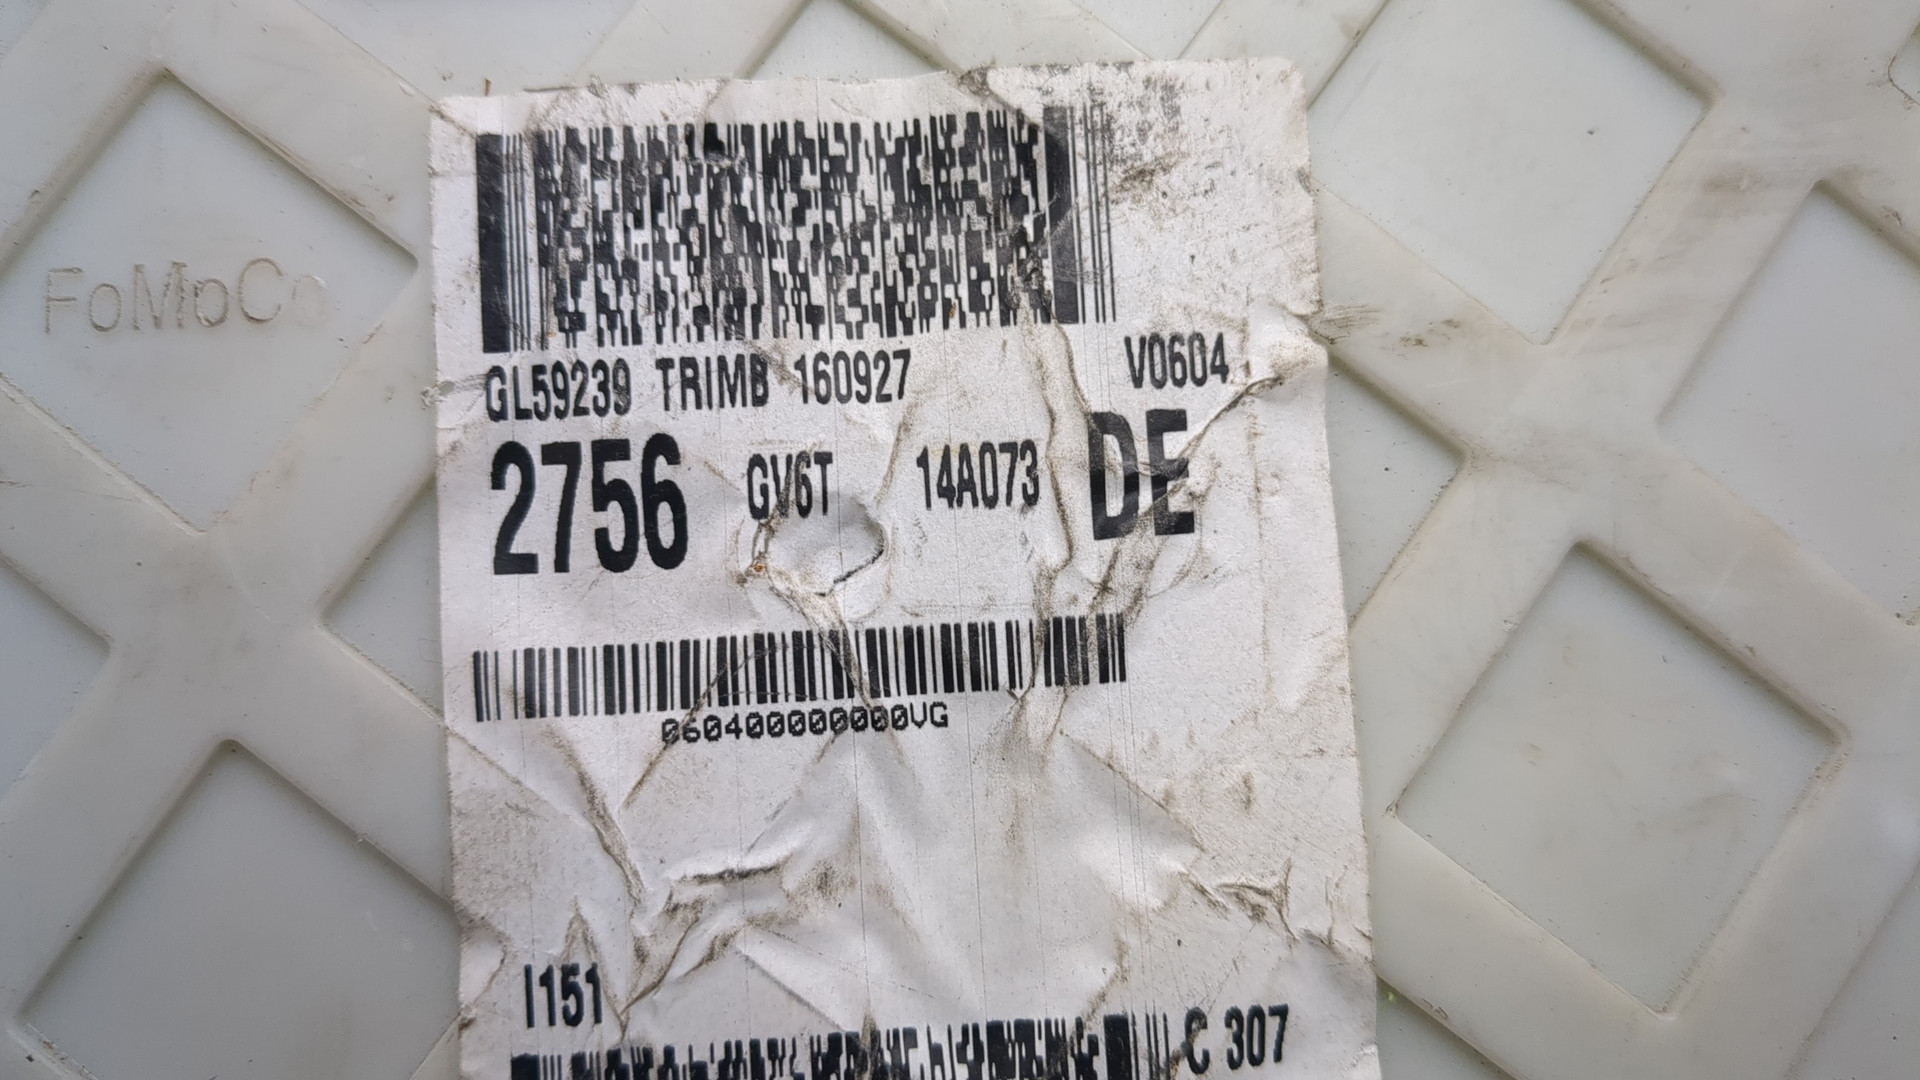 FoMoCo
GL59239 TRIMB 160927
V0604
2756 GV6T 14A073 DE
060400000000VG
I151
C 307